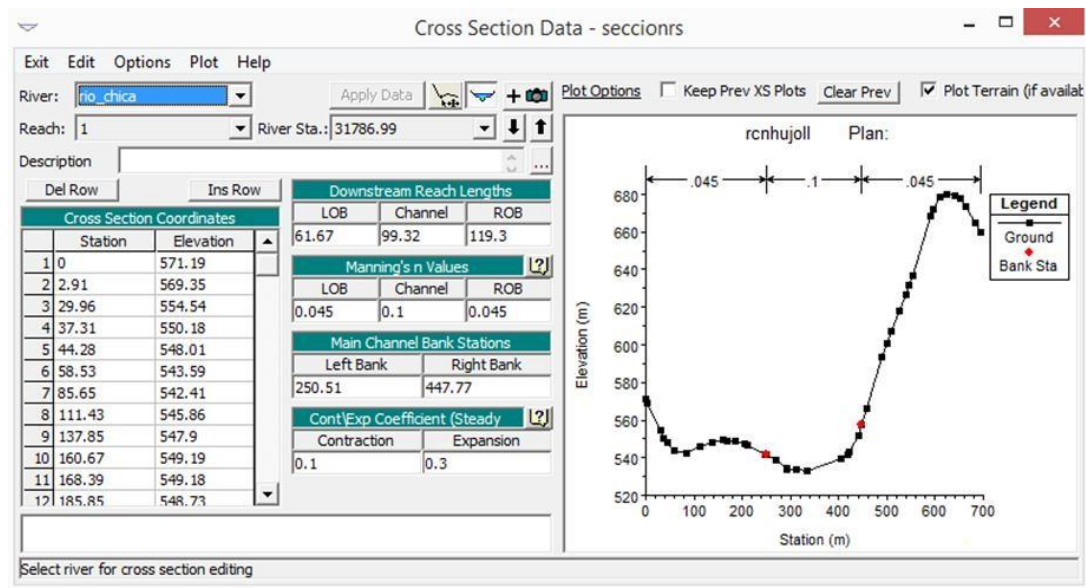 Cross Section Data - seccionrs
Exit Edit Options Plot Help
River: rio_chica Apply Data
Reach: 1 River Sta.: 31786.99
Description ...
Del Row Ins Row
Cross Section Coordinates
Station Elevation
1 0 571.19
2 2.91 569.35
3 29.96 554.54
4 37.31 550.18
5 44.28 548.01
6 58.53 543.59
7 85.65 542.41
8 111.43 545.86
9 137.85 547.9
10 160.67 549.19
11 168.39 549.18
12 185.85 548.73
Downstream Reach Lengths
LOB Channel ROB
61.67 99.32 119.3
Manning's n Values
LOB Channel ROB
0.045 0.1 0.045
Main Channel Bank Stations
Left Bank Right Bank
250.51 447.77
Cont\Exp Coefficient (Steady
Contraction Expansion
0.1 0.3
Plot Options Keep Prev XS Plots Clear Prev Plot Terrain (if availab
rcnhujoll Plan:
.045 .1 .045
680
660
640
620
600
580
560
540
520
Elevation (m)
0 100 200 300 400 500 600 700
Station (m)
Legend
Ground
Bank Sta
Select river for cross section editing